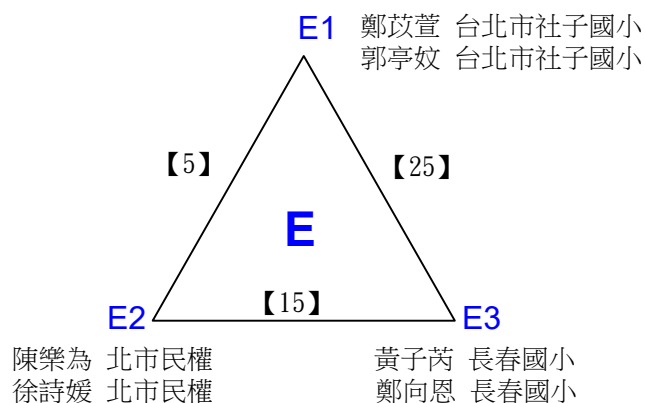 E1 鄭苡萱 台北市社子國小
郭亭妏 台北市社子國小
【5】 【25】
E
【15】
E2 E3
陳樂為 北市民權 黃子芮 長春國小
徐詩媛 北市民權 鄭向恩 長春國小